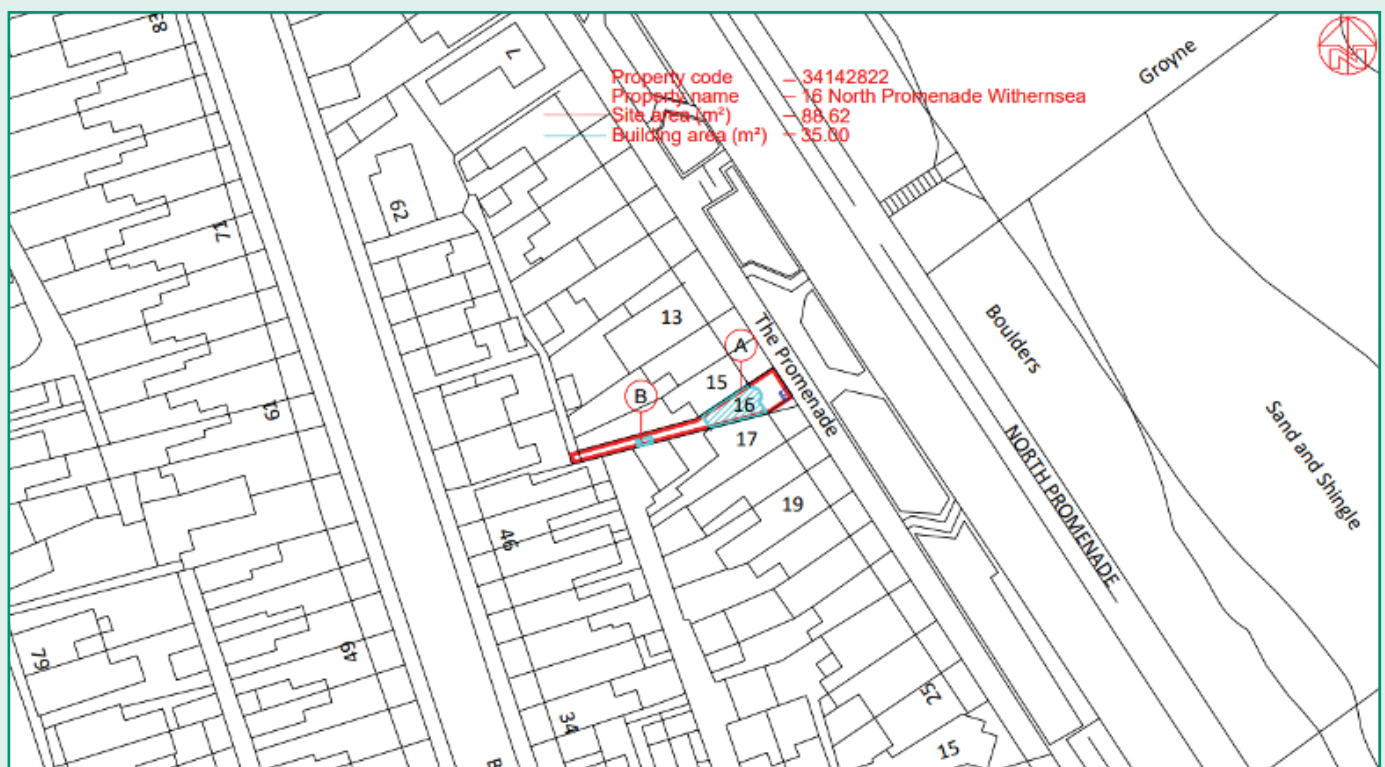 Property code – 34142822
Property name – 16 North Promenade Withernsea
Site area (m²) – 88.62
Building area (m²) – 35.00
N
Groyne
83
7
62
71
Boulders
13
The Promenade
A
15
B
16
61
17
Sand and Shingle
NORTH PROMENADE
19
46
79
49
25
34
15
B